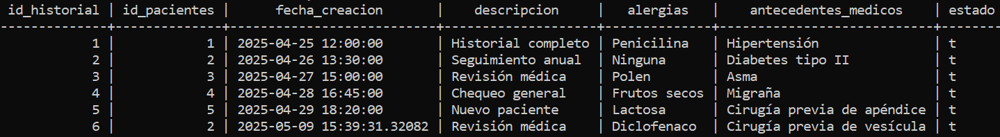 id_historial | id_pacientes |      fecha_creacion       |    descripcion     |  alergias   |    antecedentes_medicos    | estado
--------------+--------------+---------------------------+--------------------+-------------+----------------------------+--------
            1 |            1 | 2025-04-25 12:00:00       | Historial completo | Penicilina  | Hipertensión               | t
            2 |            2 | 2025-04-26 13:30:00       | Seguimiento anual  | Ninguna     | Diabetes tipo II           | t
            3 |            3 | 2025-04-27 15:00:00       | Revisión médica    | Polen       | Asma                       | t
            4 |            4 | 2025-04-28 16:45:00       | Chequeo general    | Frutos secos | Migraña                    | t
            5 |            5 | 2025-04-29 18:20:00       | Nuevo paciente     | Lactosa     | Cirugía previa de apéndice | t
            6 |            2 | 2025-05-09 15:39:31.32082 | Revisión médica    | Diclofenaco | Cirugía previa de vesícula | t